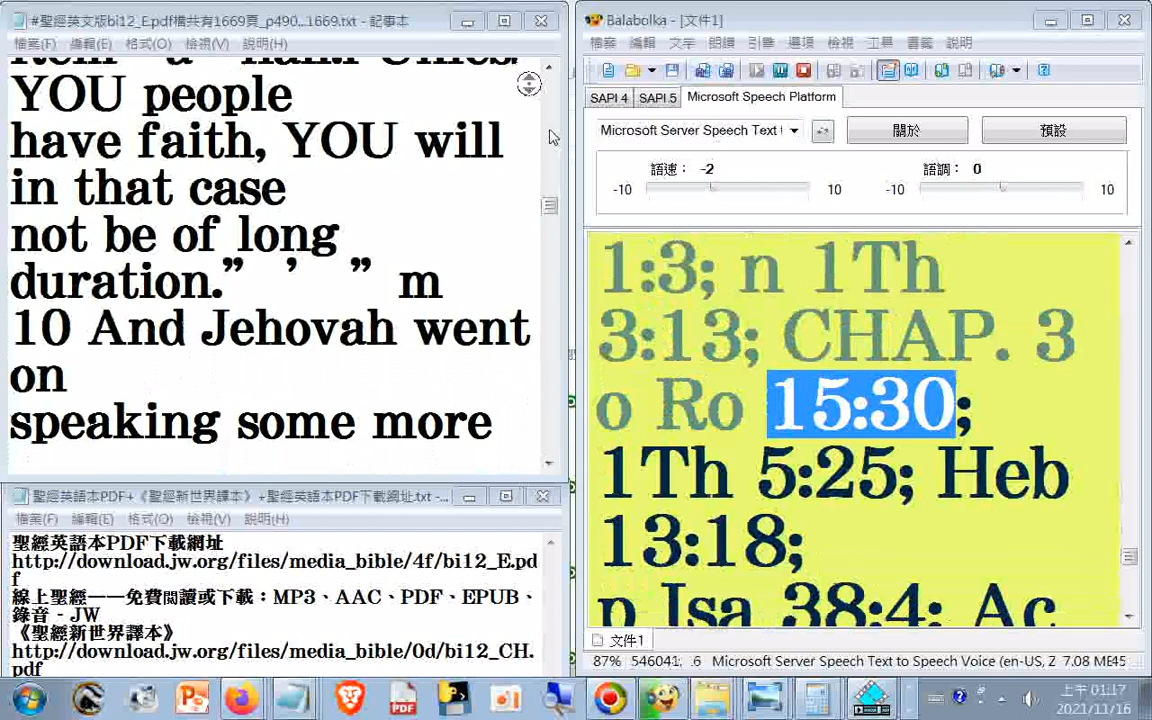 #聖經英文版bi12_E.pdf檔共有1669頁_p490...1669.txt - 記事本
檔案(F) 編輯(E) 格式(O) 檢視(V) 說明(H)
YOU people
have faith, YOU will
in that case
not be of long
duration.” ’ ” m
10 And Jehovah went
on
speaking some more
聖經英語本PDF+《聖經新世界譯本》+聖經英語本PDF下載網址.txt - ...
檔案(F) 編輯(E) 格式(O) 檢視(V) 說明(H)
聖經英語本PDF下載網址
http://download.jw.org/files/media_bible/4f/bi12_E.pd
f
線上聖經——免費閱讀或下載：MP3、AAC、PDF、EPUB、
錄音 - JW
《聖經新世界譯本》
http://download.jw.org/files/media_bible/0d/bi12_CH.
pdf
Balabolka - [文件1]
檔案 編輯 文字 朗讀 引擎 選項 檢視 工具 書籤 說明
SAPI 4 SAPI 5 Microsoft Speech Platform
Microsoft Server Speech Text
關於 預設
語速： -2 語調： 0
-10 10 -10 10
1:3; n 1Th
3:13; CHAP. 3
o Ro 15:30;
1Th 5:25; Heb
13:18;
p Isa 38:4; Ac
文件1
87% 546041, .6 Microsoft Server Speech Text to Speech Voice (en-US, Z 7.08 ME45
PDF
上午 01:17
2021/11/16